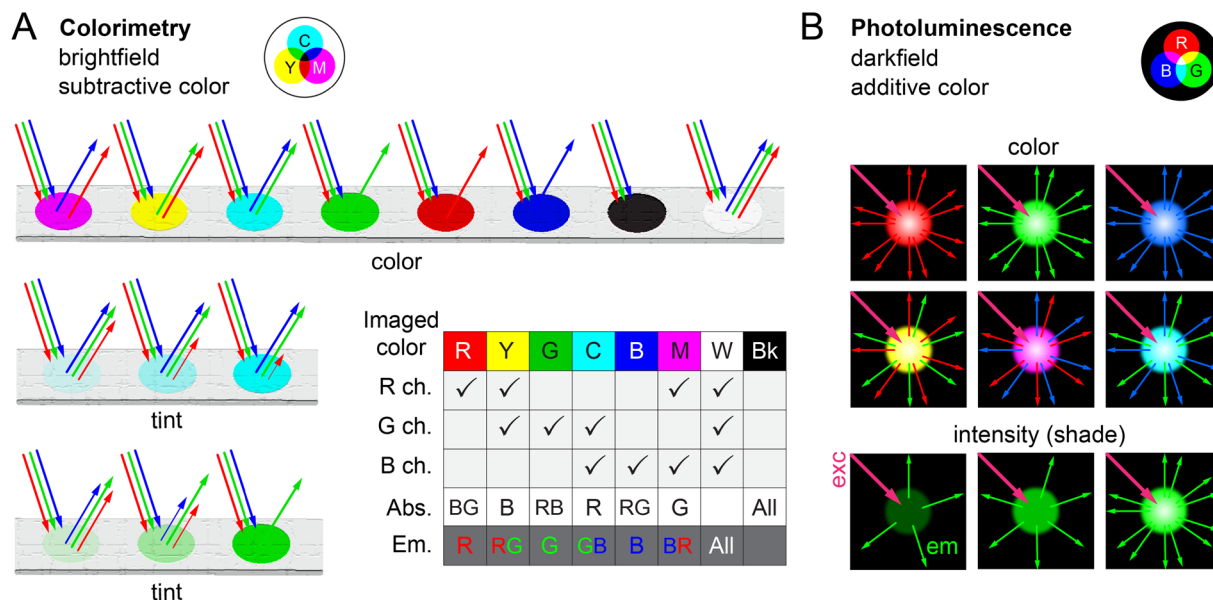 A Colorimetry
brightfield
subtractive color
C
Y M
color
tint
tint
Imaged
color R Y G C B M W Bk
R ch. ✓ ✓ ✓ ✓
G ch. ✓ ✓ ✓ ✓
B ch. ✓ ✓ ✓ ✓
Abs. BG B RB R RG G All
Em. R RG G GB B BR All
B Photoluminescence
darkfield
additive color
R
B G
color
intensity (shade)
exc
em